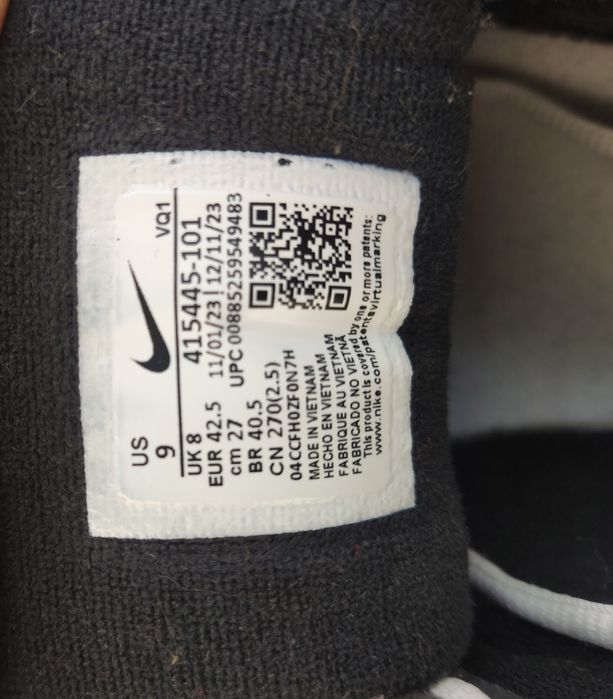 US
9
VQ1
UK 8
415445-101
EUR 42.5
11/01/23 | 12/11/23
cm 27
UPC 00885259549483
BR 40.5
CN 270(2.5)
04CCFH0ZF0N7H
MADE IN VIETNAM
HECHO EN VIETNAM
FABRIQUE AU VIETNAM
FABRICADO NO VIETNÃ
This product is covered by one or more patents:
www.nike.com/patentsvirtualmarking